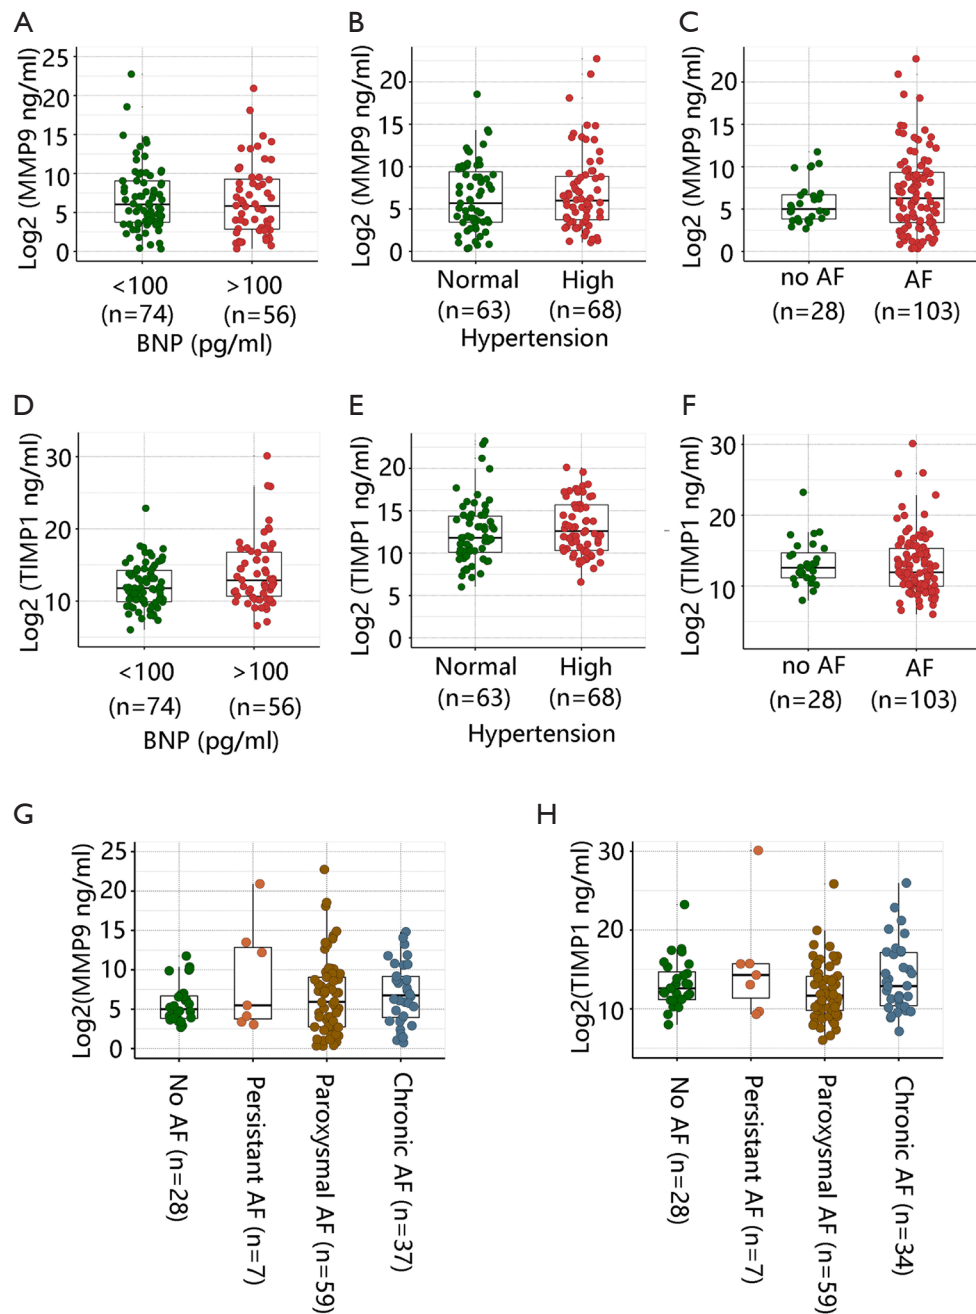 A
B
C
Log2 (MMP9 ng/ml)
25
20
15
10
5
0
<100
(n=74)
>100
(n=56)
BNP (pg/ml)
Log2 (MMP9 ng/ml)
20
15
10
5
0
Normal
(n=63)
High
(n=68)
Hypertension
Log2 (MMP9 ng/ml)
20
15
10
5
0
no AF
(n=28)
AF
(n=103)
D
E
F
Log2 (TIMP1 ng/ml)
30
20
10
<100
(n=74)
>100
(n=56)
BNP (pg/ml)
Log2 (TIMP1 ng/ml)
20
15
10
5
0
Normal
(n=63)
High
(n=68)
Hypertension
Log2 (TIMP1 ng/ml)
30
20
10
no AF
(n=28)
AF
(n=103)
G
H
Log2(MMP9 ng/ml)
25
20
15
10
5
0
No AF (n=28)
Persistant AF (n=7)
Paroxysmal AF (n=59)
Chronic AF (n=37)
Log2(TIMP1 ng/ml)
30
20
10
No AF (n=28)
Persistant AF (n=7)
Paroxysmal AF (n=59)
Chronic AF (n=34)